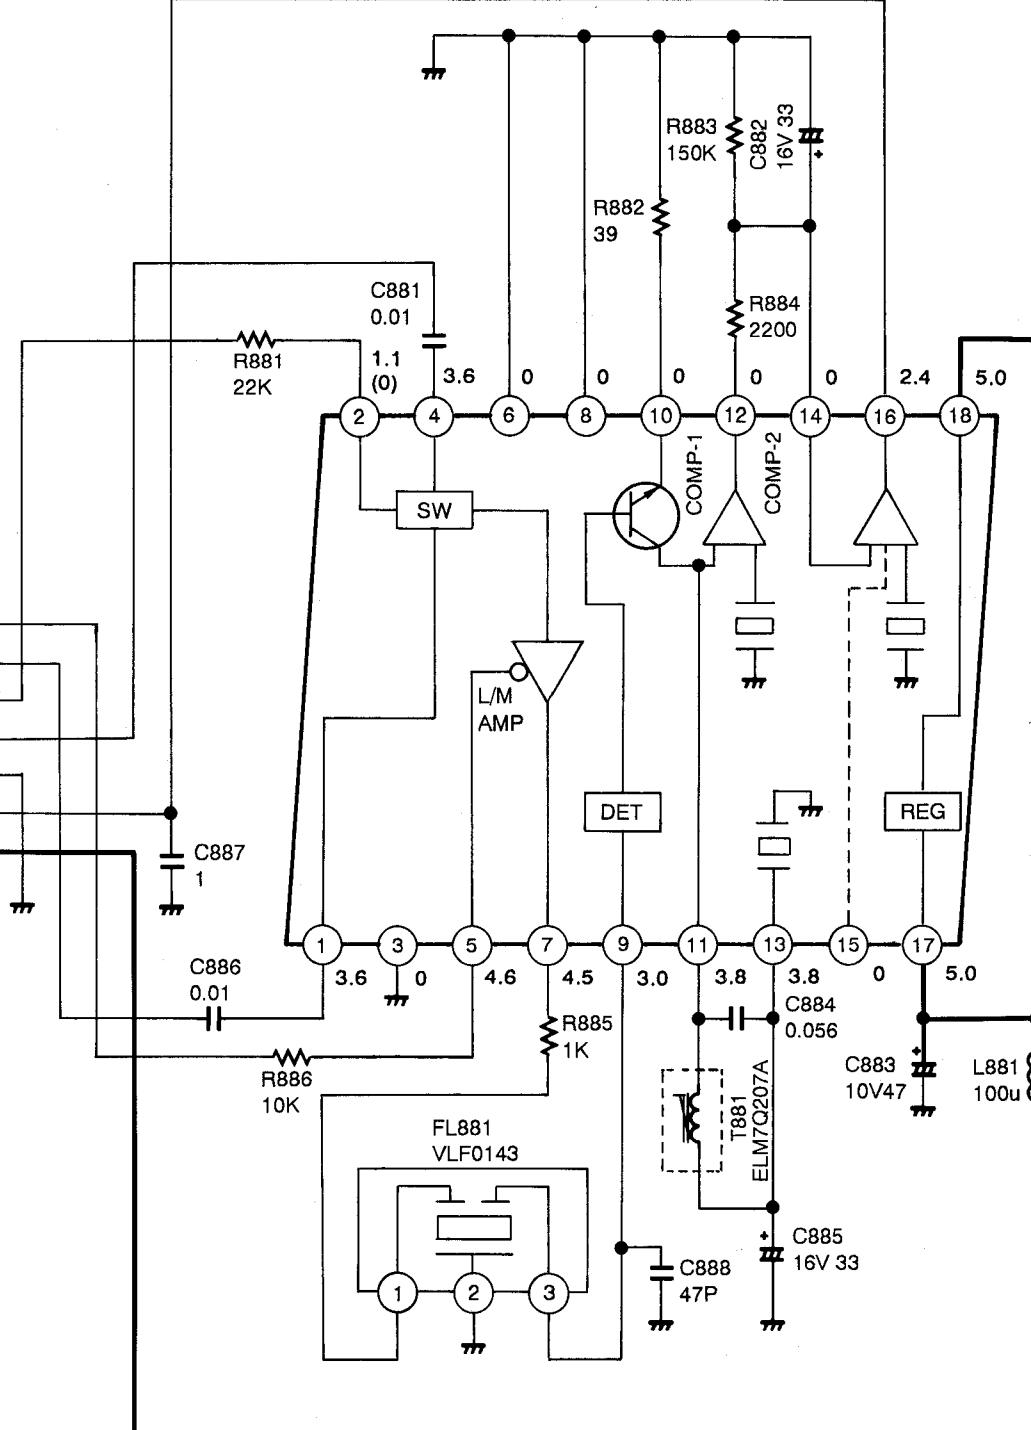 R883
150K
C882
16V 33
+
R882
39
C881
0.01
R884
2200
R881
22K
1.1
(0)
3.6
0
0
0
0
0
2.4
5.0
2
4
6
8
10
12
14
16
18
COMP-1
COMP-2
SW
L/M
AMP
DET
REG
C887
1
1
3
5
7
9
11
13
15
17
3.6
0
4.6
4.5
3.0
3.8
3.8
0
5.0
C886
0.01
C884
0.056
R885
1K
R886
10K
+
C883
10V47
L881
100u
T881
ELM7Q207A
FL881
VLF0143
+
C885
16V 33
C888
47P
1
2
3